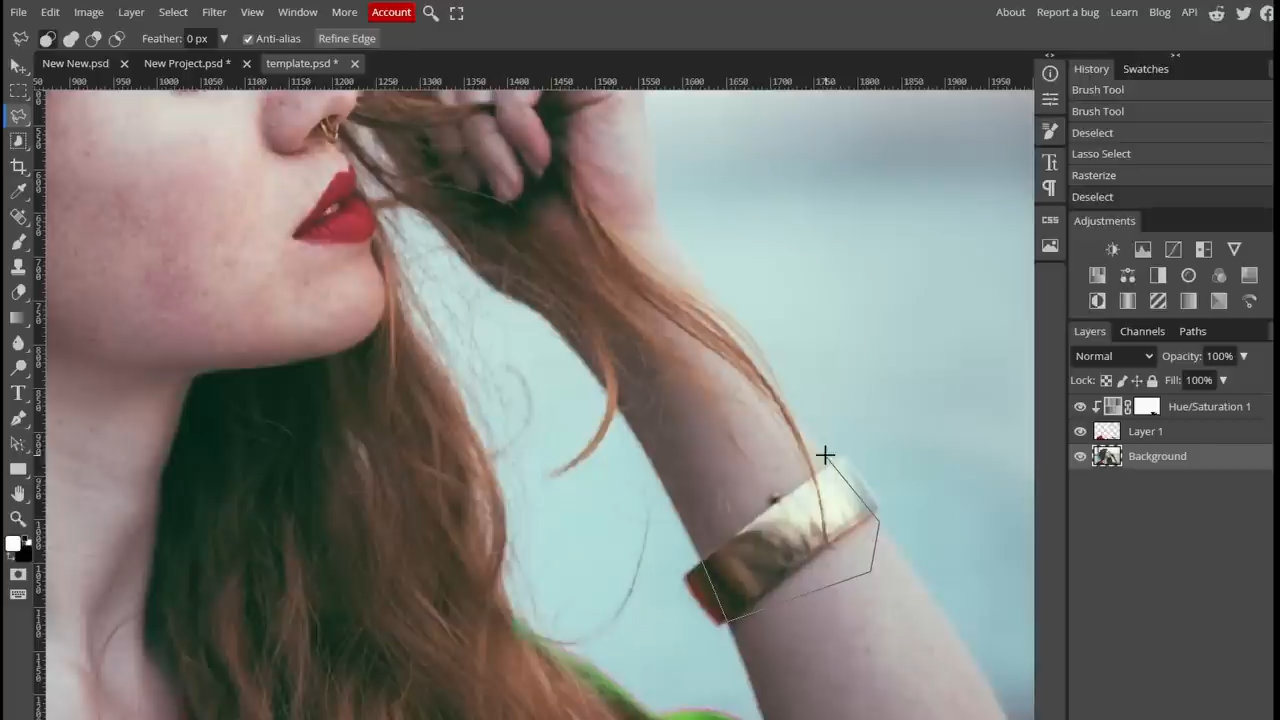 File Edit Image Layer Select Filter View Window More Account About Report a bug Learn Blog API
Feather: 0 px Anti-alias Refine Edge
New New.psd New Project.psd * template.psd *
900 950 1000 1050 1100 1150 1200 1250 1300 1350 1400 1450 1500 1550 1600 1650 1700 1750 1800 1850 1900 1950
History Swatches
Brush Tool
Brush Tool
Deselect
Lasso Select
Rasterize
Deselect
CSS
Adjustments
Layers Channels Paths
Normal Opacity: 100%
Lock: Fill: 100%
Hue/Saturation 1
Layer 1
Background